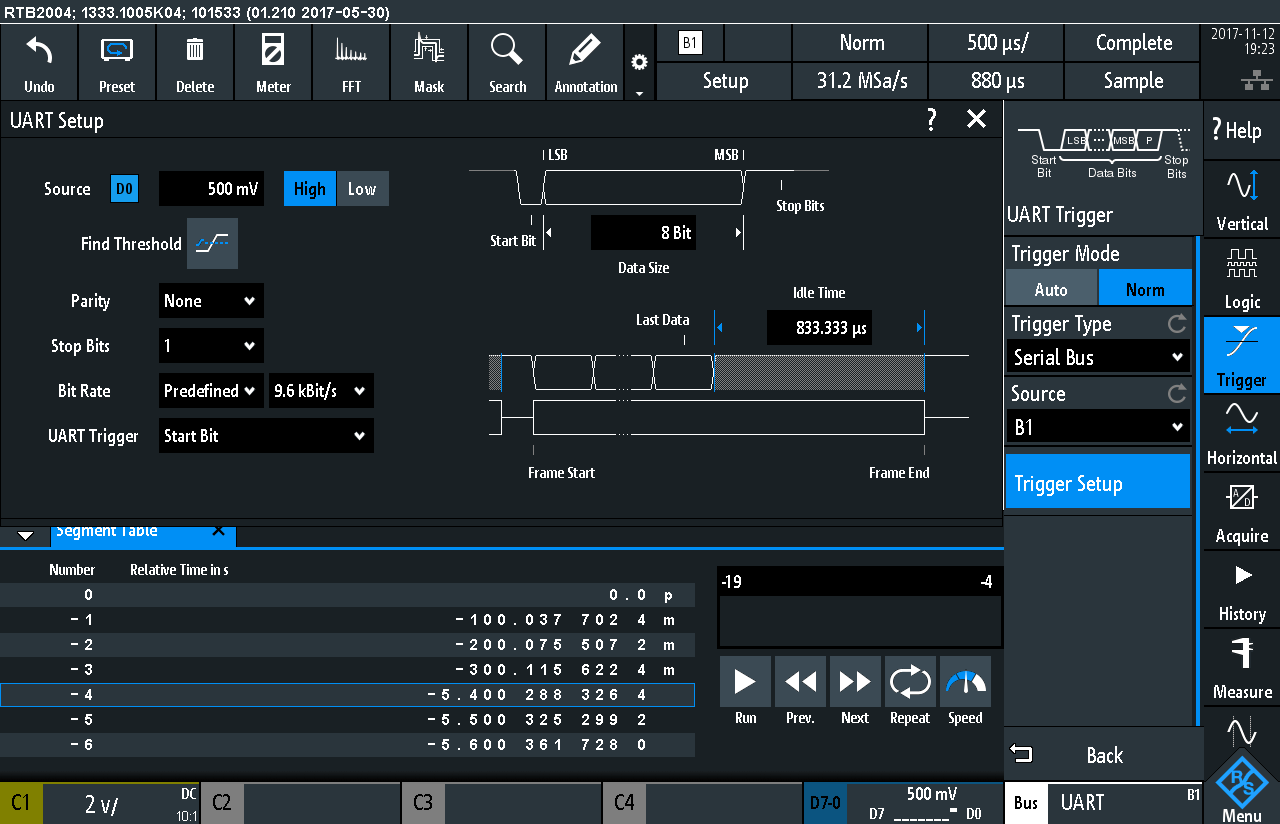 RTB2004; 1333.1005K04; 101533 (01.210 2017-05-30)
Undo
Preset
Delete
Meter
FFT
Mask
Search
Annotation
B1
Setup
Norm
500 µs/
Complete
31.2 MSa/s
880 µs
Sample
2017-11-12
19:23
UART Setup
?
Source D0 500 mV High Low
Find Threshold
Parity None
Stop Bits 1
Bit Rate Predefined 9.6 kBit/s
UART Trigger Start Bit
LSB MSB
Stop Bits
Start Bit
8 Bit
Data Size
Idle Time
Last Data
833.333 µs
Frame Start Frame End
LSB MSB P
Start Bit
Data Bits
Stop Bits
UART Trigger
Trigger Mode
Auto Norm
Trigger Type
Serial Bus
Source
B1
Trigger Setup
Back
? Help
Vertical
Logic
Trigger
Horizontal
A D
Acquire
History
Measure
R S
Menu
Segment Table
Number Relative Time in s
0 0.0 p
-1 -100.037 702 4 m
-2 -200.075 507 2 m
-3 -300.115 622 4 m
-4 -5.400 288 326 4
-5 -5.500 325 299 2
-6 -5.600 361 728 0
-19 -4
Run Prev. Next Repeat Speed
C1 2 V/ DC 10:1
C2
C3
C4
D7-0 500 mV
D7 D0
Bus UART B1